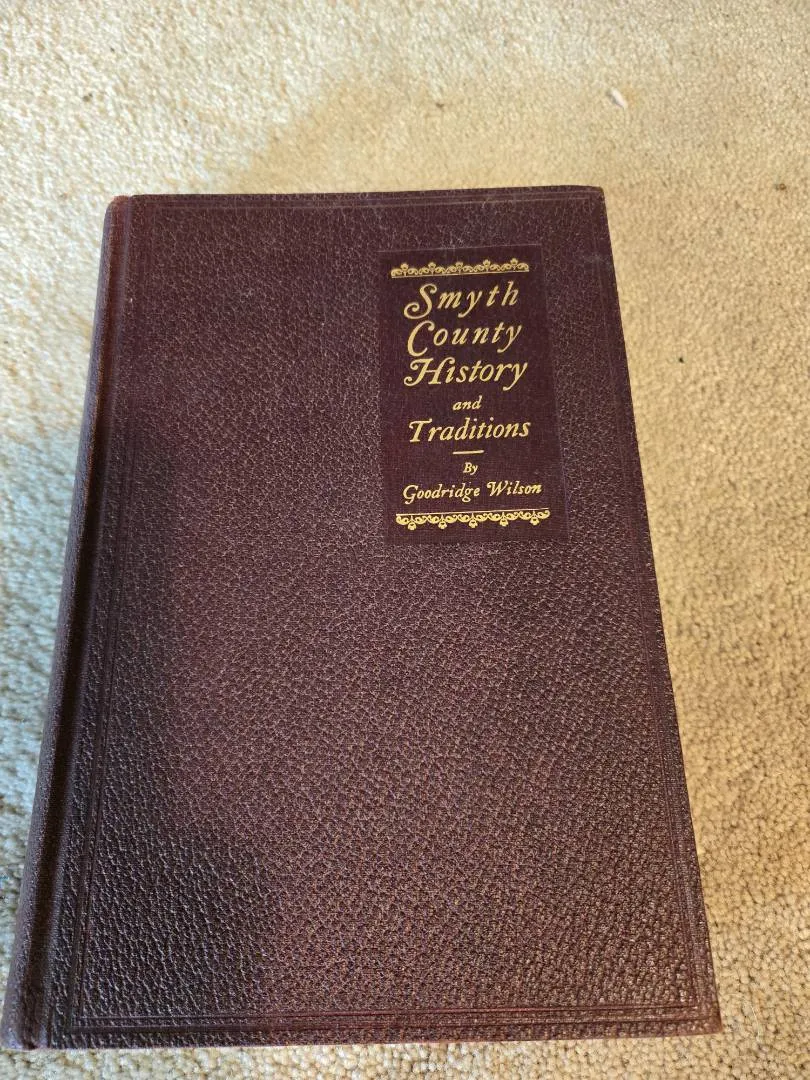 Smyth
County
History
and
Traditions
By
Goodridge Wilson